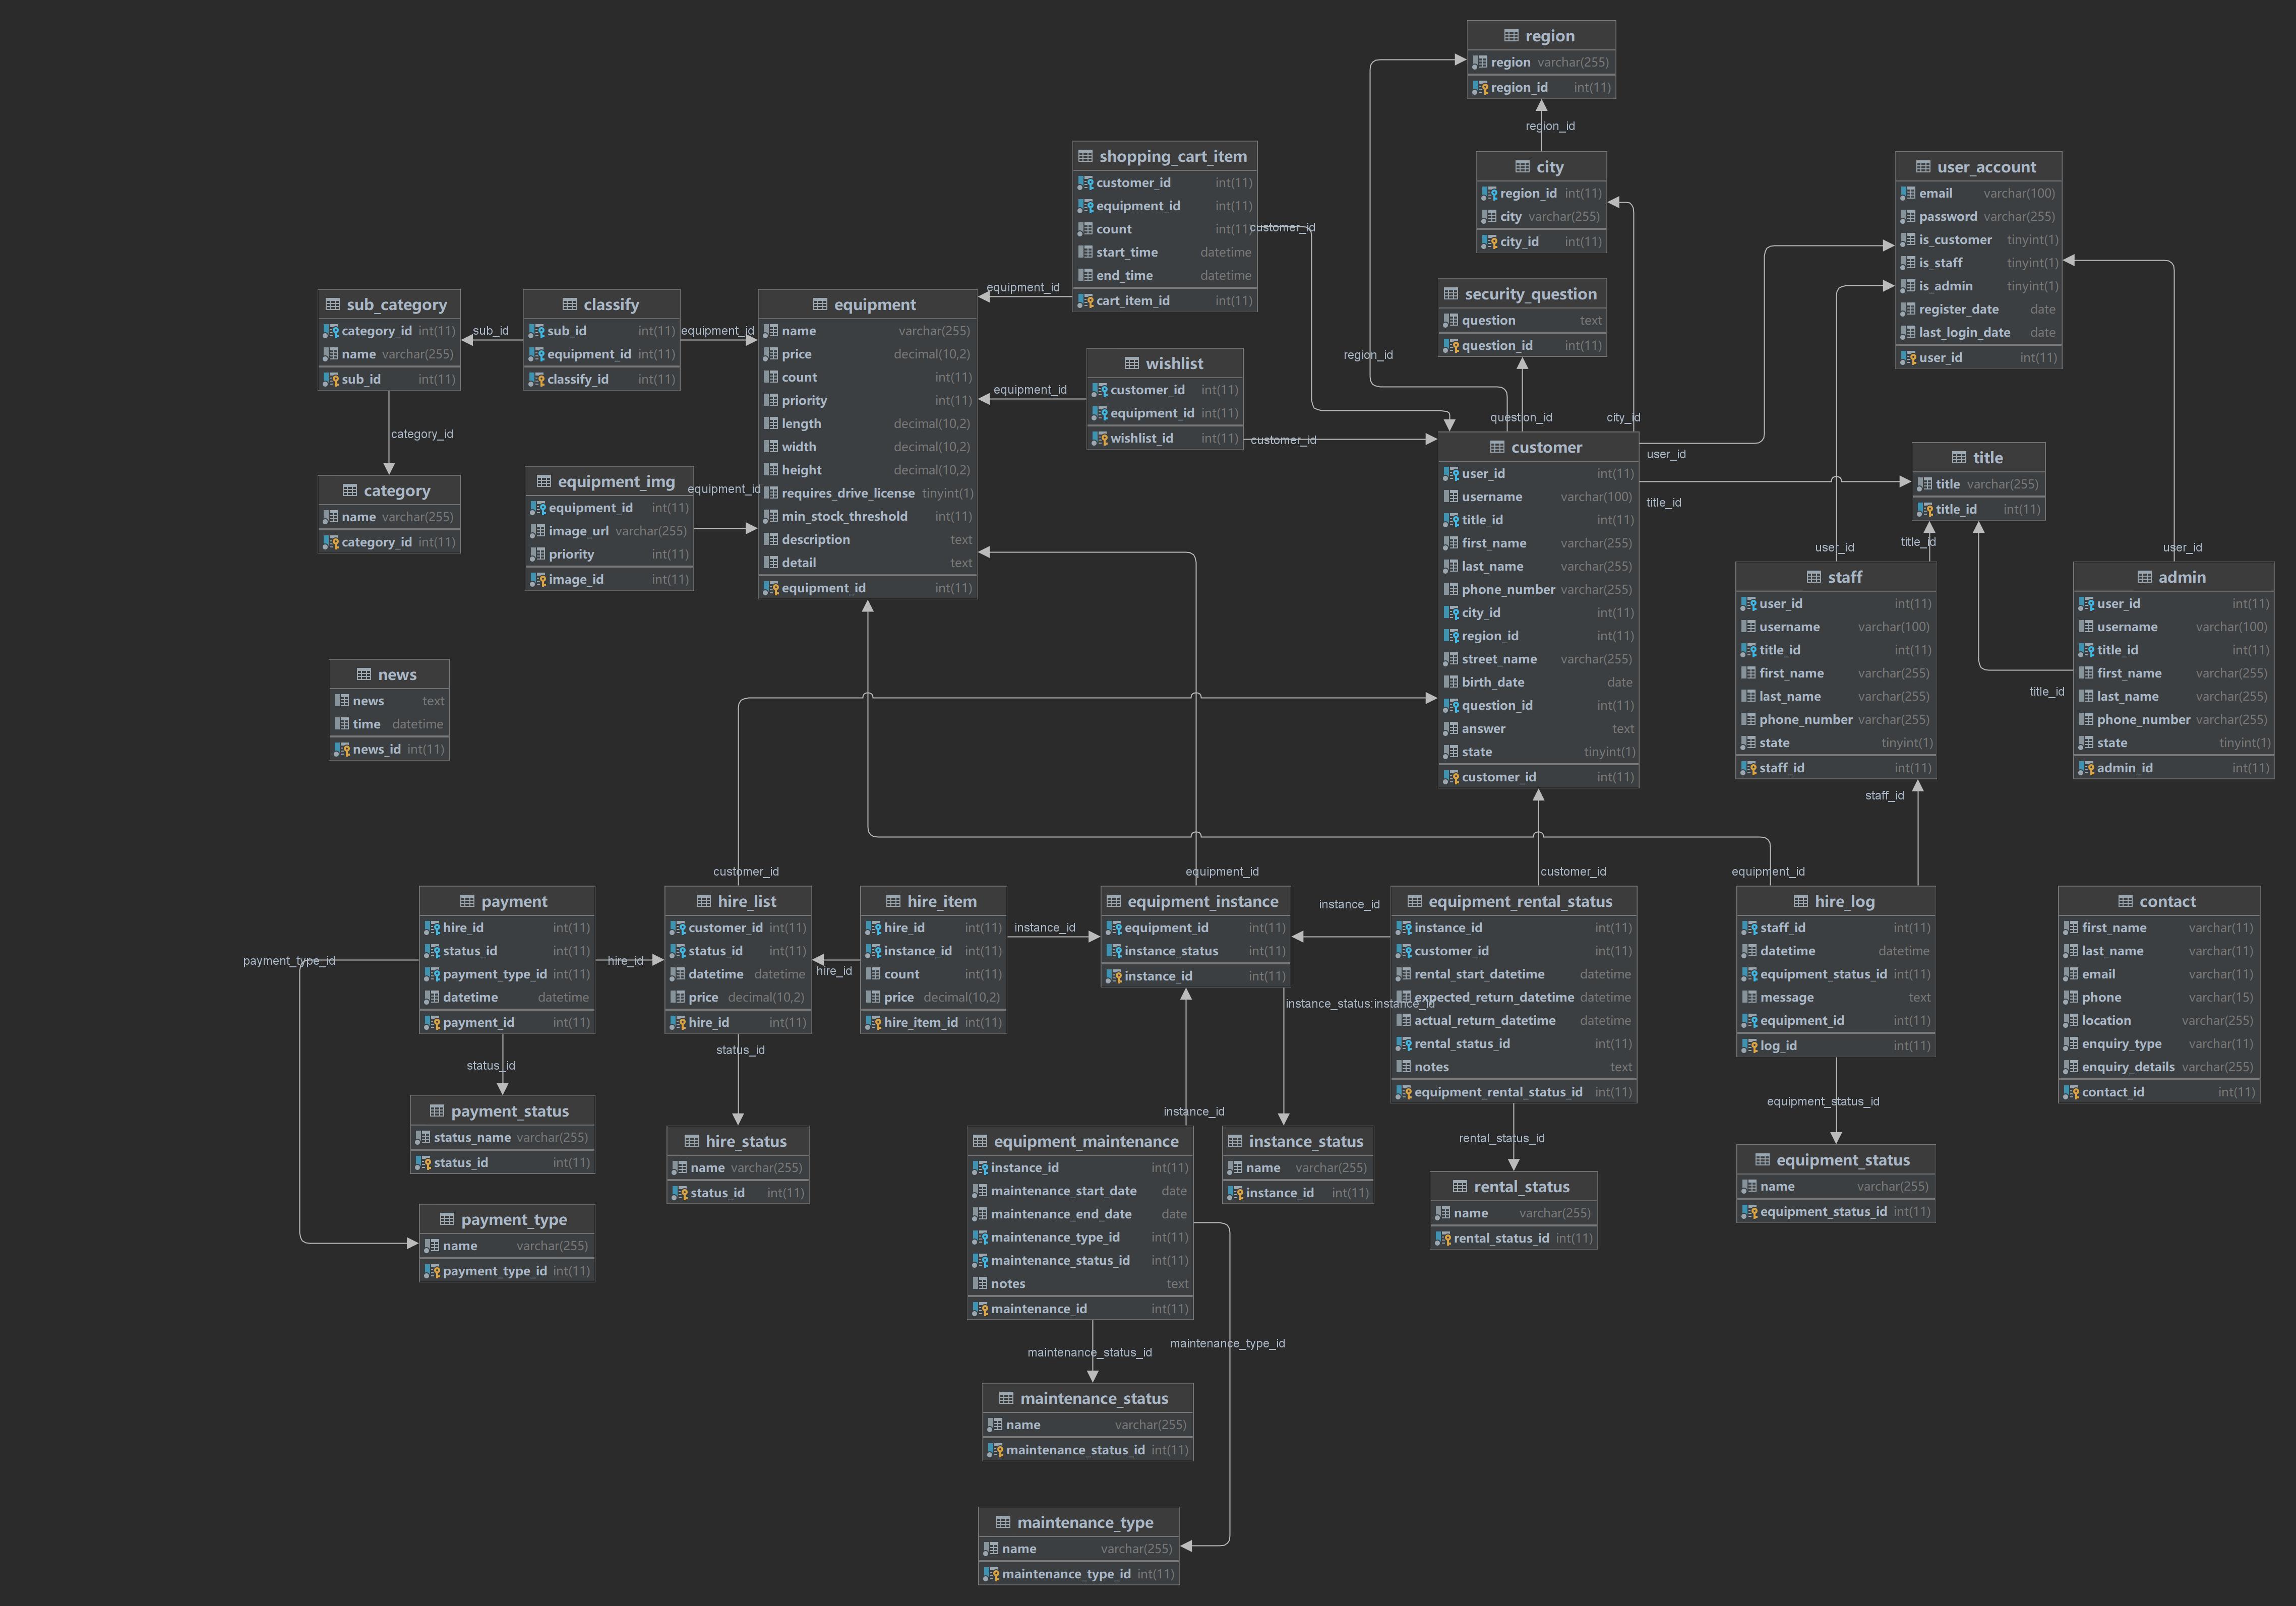 region
region varchar(255)
region_id int(11)
region_id
city
region_id int(11)
city varchar(255)
city_id int(11)
shopping_cart_item
customer_id int(11)
equipment_id int(11)
count int(11)
start_time datetime
end_time datetime
cart_item_id int(11)
customer_id
equipment_id
user_account
email varchar(100)
password varchar(255)
is_customer tinyint(1)
is_staff tinyint(1)
is_admin tinyint(1)
register_date date
last_login_date date
user_id int(11)
sub_category
category_id int(11)
name varchar(255)
sub_id int(11)
sub_id
classify
sub_id int(11)
equipment_id int(11)
classify_id int(11)
equipment_id
equipment
name varchar(255)
price decimal(10,2)
count int(11)
priority int(11)
length decimal(10,2)
width decimal(10,2)
height decimal(10,2)
requires_drive_license tinyint(1)
min_stock_threshold int(11)
description text
detail text
equipment_id int(11)
security_question
question text
question_id int(11)
region_id
wishlist
customer_id int(11)
equipment_id int(11)
wishlist_id int(11)
equipment_id
customer_id
question_id
city_id
category_id
category
name varchar(255)
category_id int(11)
equipment_img
equipment_id int(11)
image_url varchar(255)
priority int(11)
image_id int(11)
equipment_id
customer
user_id int(11)
username varchar(100)
title_id int(11)
first_name varchar(255)
last_name varchar(255)
phone_number varchar(255)
city_id int(11)
region_id int(11)
street_name varchar(255)
birth_date date
question_id int(11)
answer text
state tinyint(1)
customer_id int(11)
user_id
title_id
title
title varchar(255)
title_id int(11)
user_id
title_id
user_id
staff
user_id int(11)
username varchar(100)
title_id int(11)
first_name varchar(255)
last_name varchar(255)
phone_number varchar(255)
state tinyint(1)
staff_id int(11)
title_id
admin
user_id int(11)
username varchar(100)
title_id int(11)
first_name varchar(255)
last_name varchar(255)
phone_number varchar(255)
state tinyint(1)
admin_id int(11)
news
news text
time datetime
news_id int(11)
staff_id
customer_id
equipment_id
customer_id
equipment_id
payment_type_id
payment
hire_id int(11)
status_id int(11)
payment_type_id int(11)
datetime datetime
payment_id int(11)
hire_id
hire_list
customer_id int(11)
status_id int(11)
datetime datetime
price decimal(10,2)
hire_id int(11)
hire_id
hire_item
hire_id int(11)
instance_id int(11)
count int(11)
price decimal(10,2)
hire_item_id int(11)
instance_id
equipment_instance
equipment_id int(11)
instance_status int(11)
instance_id int(11)
instance_id
instance_status:instance_id
equipment_rental_status
instance_id int(11)
customer_id int(11)
rental_start_datetime datetime
expected_return_datetime datetime
actual_return_datetime datetime
rental_status_id int(11)
notes text
equipment_rental_status_id int(11)
hire_log
staff_id int(11)
datetime datetime
equipment_status_id int(11)
message text
equipment_id int(11)
log_id int(11)
contact
first_name varchar(11)
last_name varchar(11)
email varchar(11)
phone varchar(15)
location varchar(255)
enquiry_type varchar(11)
enquiry_details varchar(255)
contact_id int(11)
status_id
status_id
instance_id
rental_status_id
equipment_status_id
payment_status
status_name varchar(255)
status_id int(11)
hire_status
name varchar(255)
status_id int(11)
equipment_maintenance
instance_id int(11)
maintenance_start_date date
maintenance_end_date date
maintenance_type_id int(11)
maintenance_status_id int(11)
notes text
maintenance_id int(11)
instance_status
name varchar(255)
instance_id int(11)
rental_status
name varchar(255)
rental_status_id int(11)
equipment_status
name varchar(255)
equipment_status_id int(11)
payment_type
name varchar(255)
payment_type_id int(11)
maintenance_status_id
maintenance_type_id
maintenance_status
name varchar(255)
maintenance_status_id int(11)
maintenance_type
name varchar(255)
maintenance_type_id int(11)